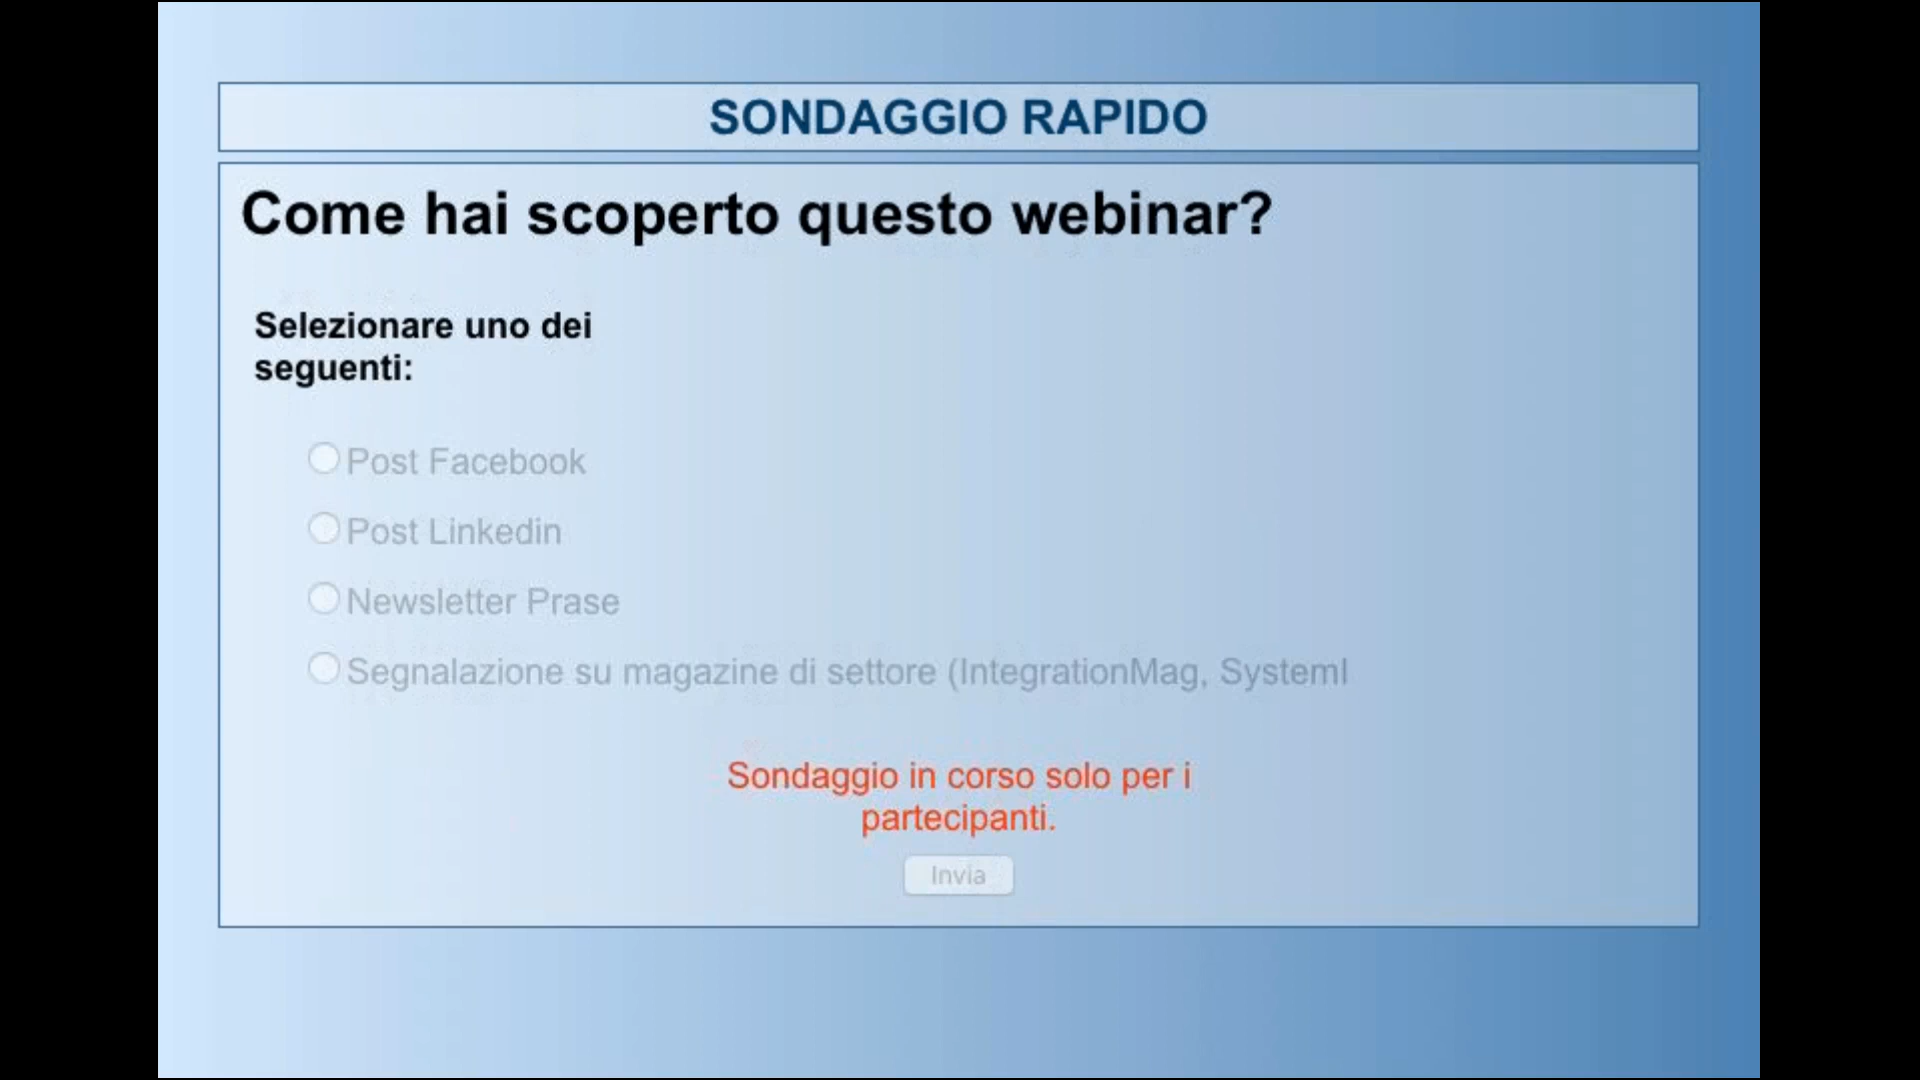 SONDAGGIO RAPIDO
Come hai scoperto questo webinar?
Selezionare uno dei
seguenti:
Post Facebook
Post Linkedin
Newsletter Prase
Segnalazione su magazine di settore (IntegrationMag, SystemI
Sondaggio in corso solo per i
partecipanti.
Invia